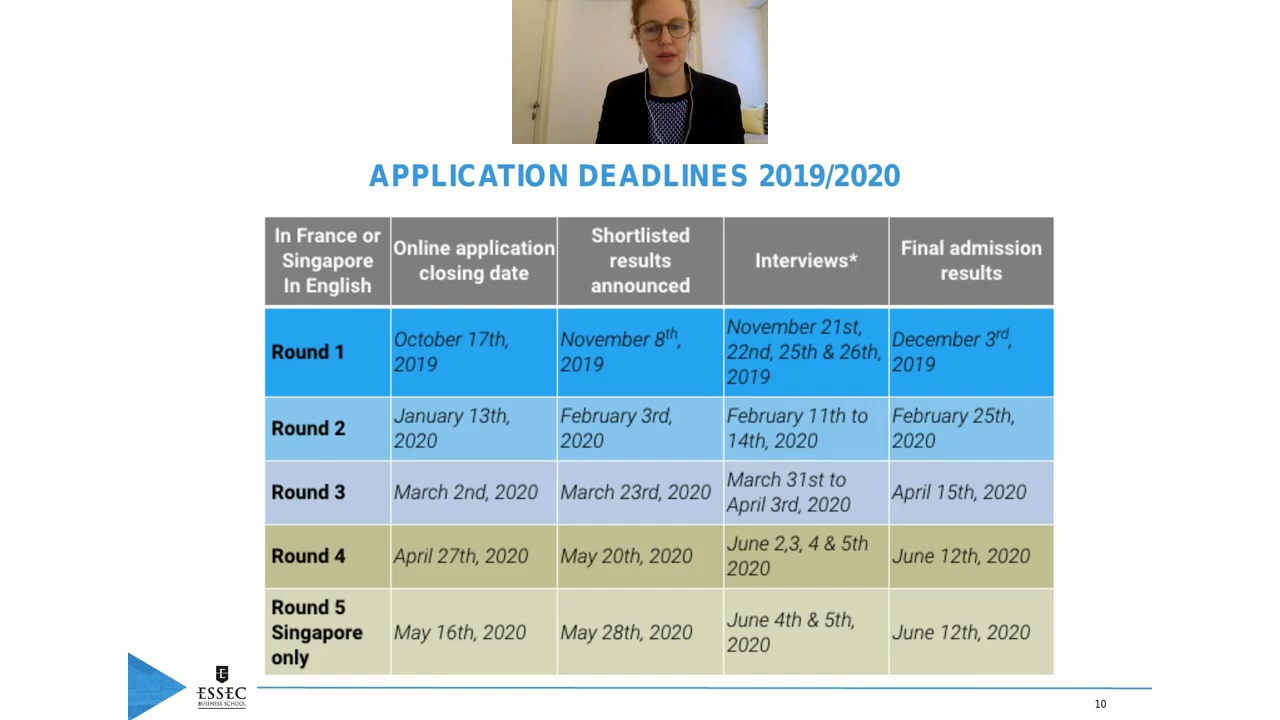 APPLICATION DEADLINES 2019/2020
In France or
Singapore
In English
Online application
closing date
Shortlisted
results
announced
Interviews*
Final admission
results
Round 1
October 17th,
2019
November 8th,
2019
November 21st,
22nd, 25th & 26th,
2019
December 3rd,
2019
Round 2
January 13th,
2020
February 3rd,
2020
February 11th to
14th, 2020
February 25th,
2020
Round 3
March 2nd, 2020
March 23rd, 2020
March 31st to
April 3rd, 2020
April 15th, 2020
Round 4
April 27th, 2020
May 20th, 2020
June 2,3, 4 & 5th
2020
June 12th, 2020
Round 5
Singapore
only
May 16th, 2020
May 28th, 2020
June 4th & 5th,
2020
June 12th, 2020
ESSEC
BUSINESS SCHOOL
10